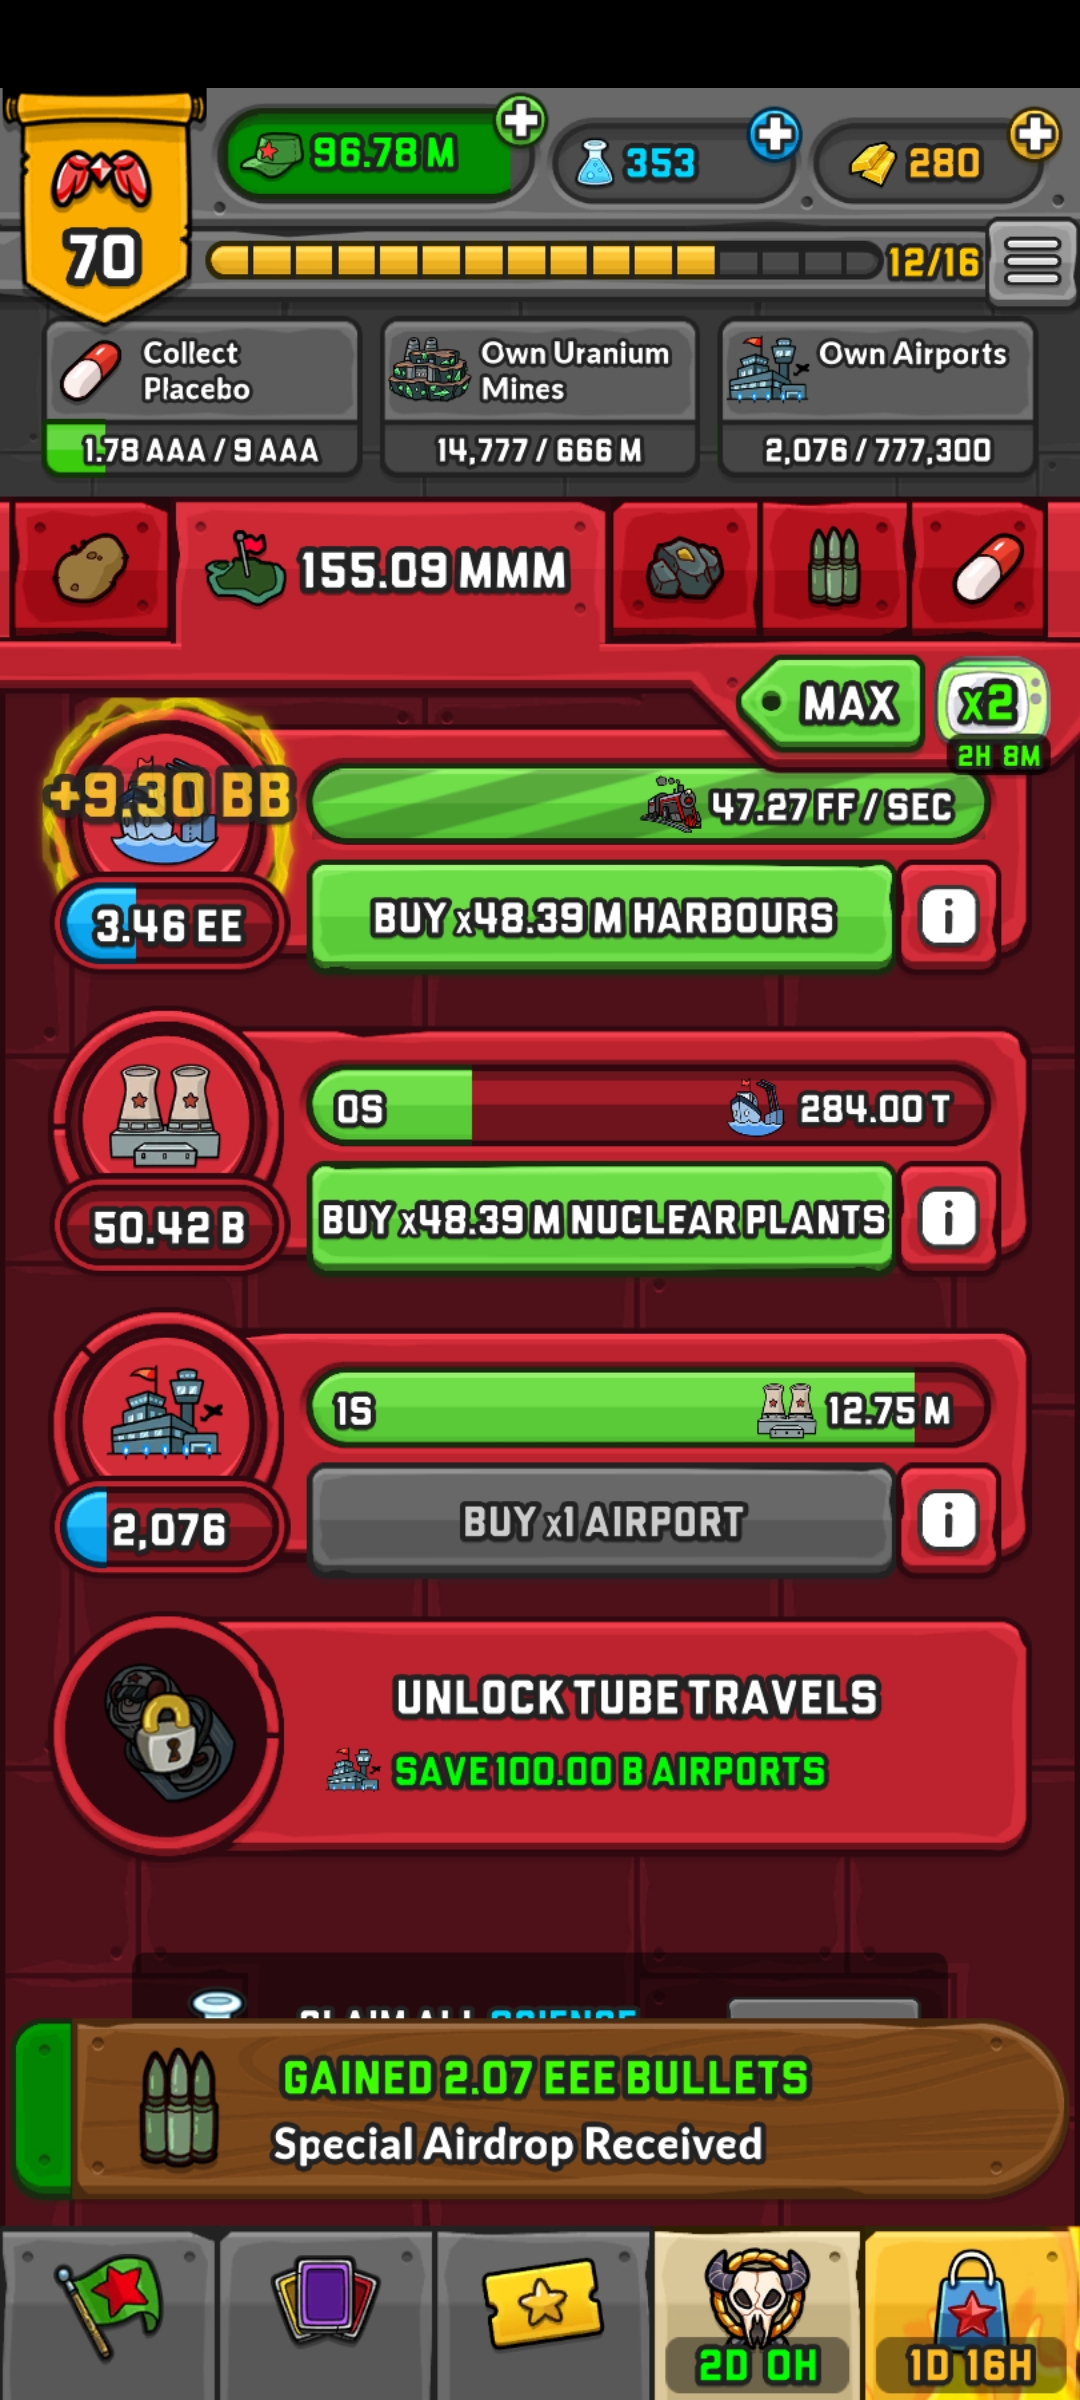 96.78 M
353
280
70
12/16
Collect
Placebo
1.78 AAA / 9 AAA
Own Uranium
Mines
14,777 / 666 M
Own Airports
2,076 / 777,300
155.09 MMM
MAX
x2
2H 8M
+9.30 BB
47.27 FF / SEC
3.46 EE
BUY x48.39 M HARBOURS
i
0S
284.00 T
50.42 B
BUY x48.39 M NUCLEAR PLANTS
i
1S
12.75 M
2,076
BUY x1 AIRPORT
i
UNLOCK TUBE TRAVELS
SAVE 100.00 B AIRPORTS
CLAIM ALL SCIENCE
GAINED 2.07 EEE BULLETS
Special Airdrop Received
2D 0H
1D 16H